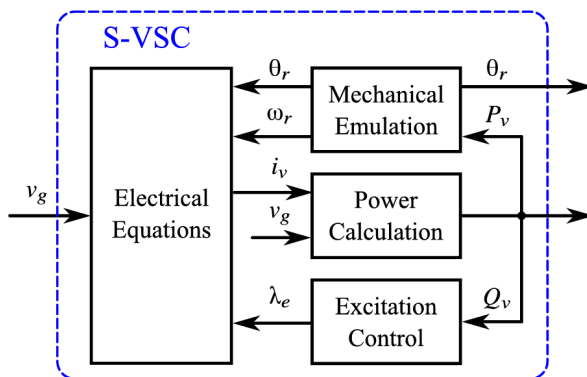 S-VSC
θr
θr
Mechanical
Emulation
ωr
Pv
iv
vg
vg
Electrical
Equations
Power
Calculation
λe
Excitation
Control
Qv